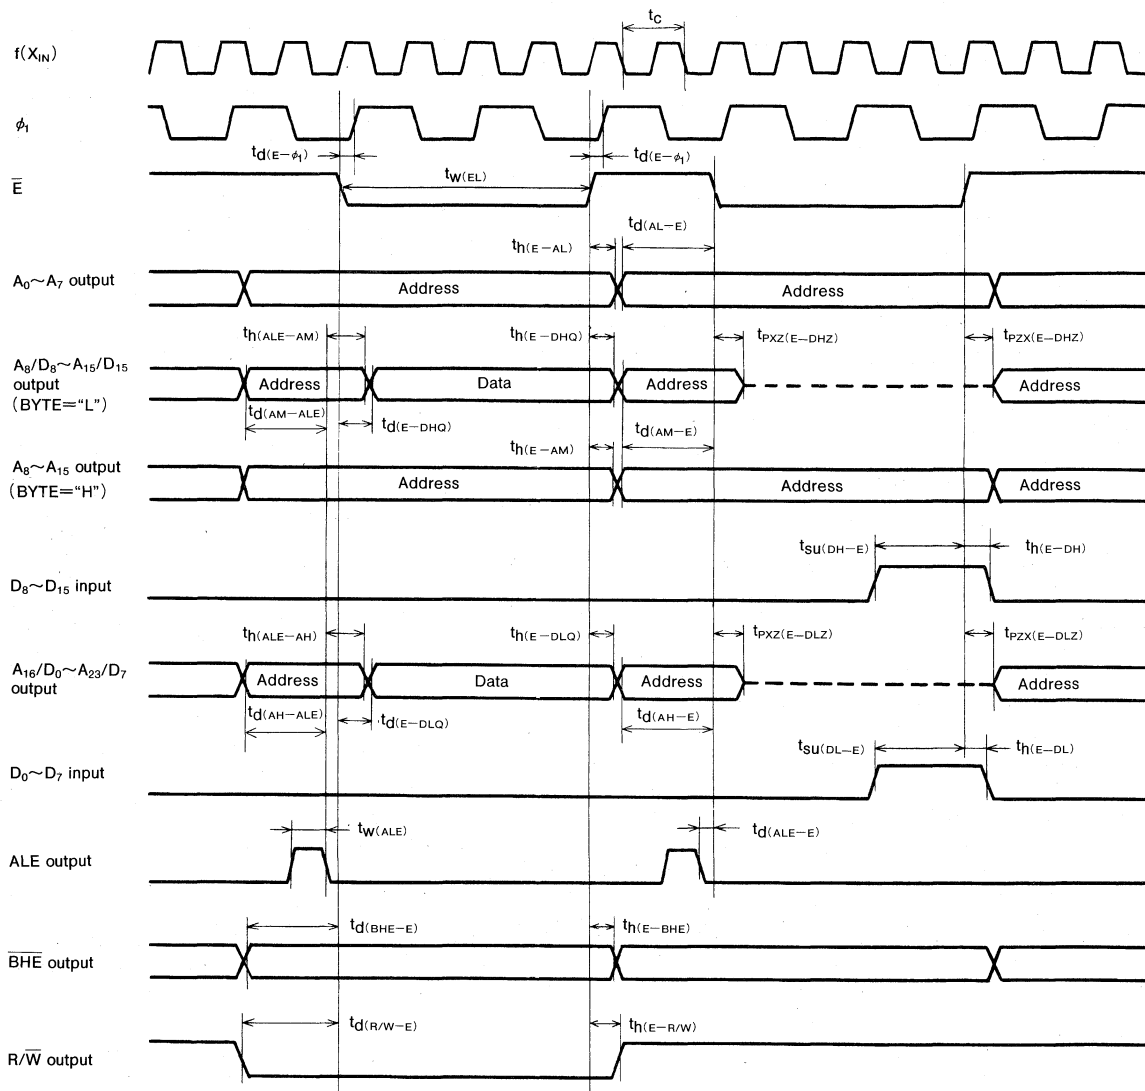 tC
f(XIN)
ϕ1
td(E−ϕ1) td(E−ϕ1)
E̅ tw(EL)
td(AL−E)
th(E−AL)
A0∼A7 output Address Address
th(ALE−AM) th(E−DHQ) tPXZ(E−DHZ) tPZX(E−DHZ)
A8/D8∼A15/D15
output Address Data Address Address
(BYTE=“L”)
td(AM−ALE) td(E−DHQ) td(AM−E)
th(E−AM)
A8∼A15 output
(BYTE=“H”) Address Address Address
tsu(DH−E) th(E−DH)
D8∼D15 input
th(ALE−AH) th(E−DLQ) tPXZ(E−DLZ) tPZX(E−DLZ)
A16/D0∼A23/D7
output Address Data Address Address
td(AH−ALE) td(E−DLQ) td(AH−E)
tsu(DL−E) th(E−DL)
D0∼D7 input
tw(ALE) td(ALE−E)
ALE output
td(BHE−E) th(E−BHE)
B̅H̅E̅ output
td(R/W−E) th(E−R/W)
R/W̅ output